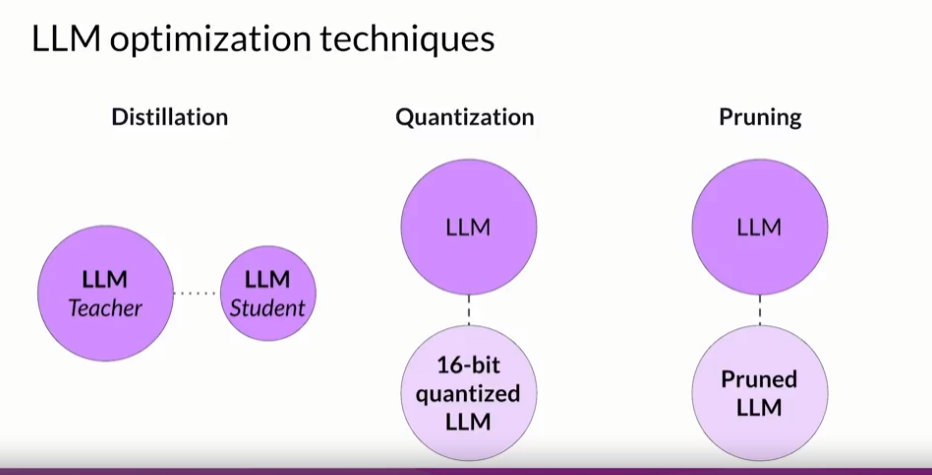 LLM optimization techniques
Distillation
Quantization
Pruning
LLM
Teacher
LLM
Student
LLM
16-bit
quantized
LLM
LLM
Pruned
LLM